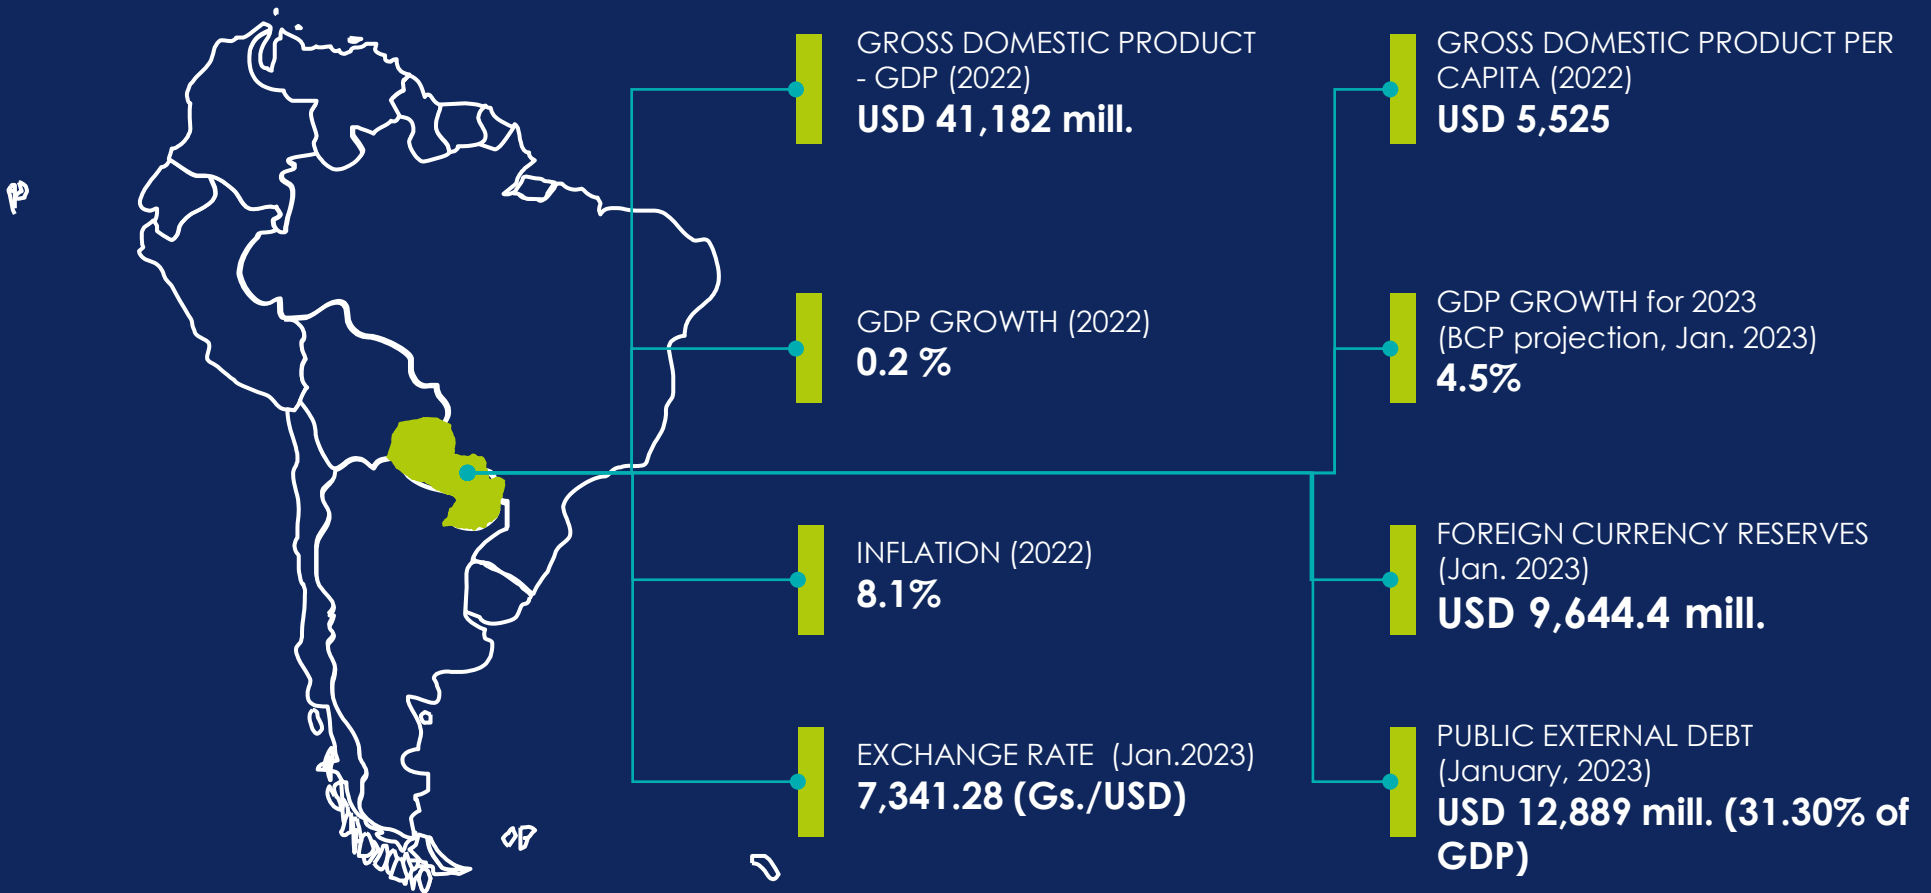 GROSS DOMESTIC PRODUCT
- GDP (2022)
USD 41,182 mill.
GROSS DOMESTIC PRODUCT PER
CAPITA (2022)
USD 5,525
GDP GROWTH (2022)
0.2 %
GDP GROWTH for 2023
(BCP projection, Jan. 2023)
4.5%
INFLATION (2022)
8.1%
FOREIGN CURRENCY RESERVES
(Jan. 2023)
USD 9,644.4 mill.
EXCHANGE RATE (Jan.2023)
7,341.28 (Gs./USD)
PUBLIC EXTERNAL DEBT
(January, 2023)
USD 12,889 mill. (31.30% of
GDP)